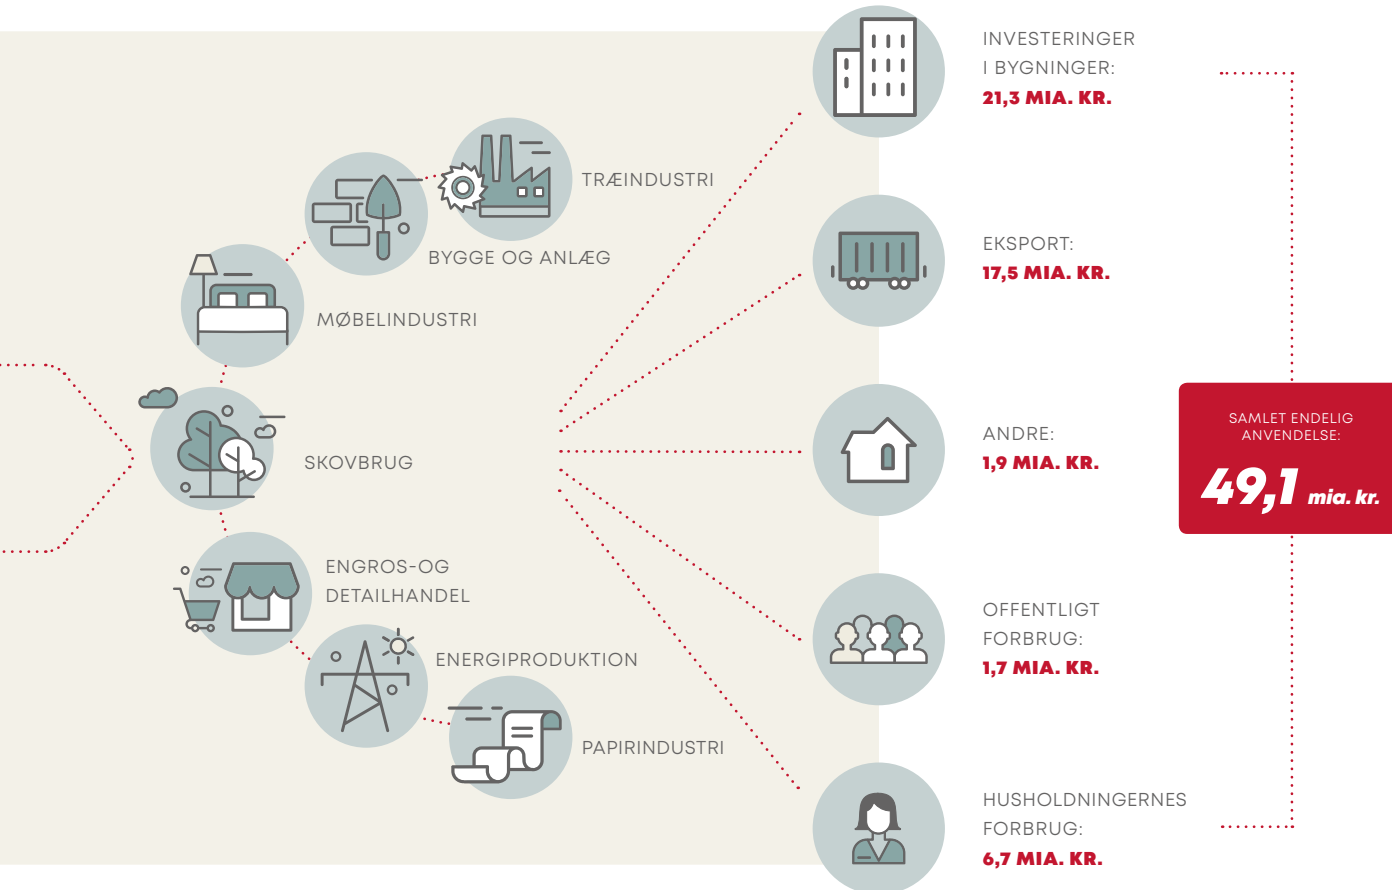 TRÆINDUSTRI
BYGGE OG ANLÆG
MØBELINDUSTRI
SKOVBRUG
ENGROS-OG
DETAILHANDEL
ENERGIPRODUKTION
PAPIRINDUSTRI
INVESTERINGER
I BYGNINGER:
21,3 MIA. KR.
EKSPORT:
17,5 MIA. KR.
ANDRE:
1,9 MIA. KR.
OFFENTLIGT
FORBRUG:
1,7 MIA. KR.
HUSHOLDNINGERNES
FORBRUG:
6,7 MIA. KR.
SAMLET ENDELIG
ANVENDELSE:
49,1 mia. kr.